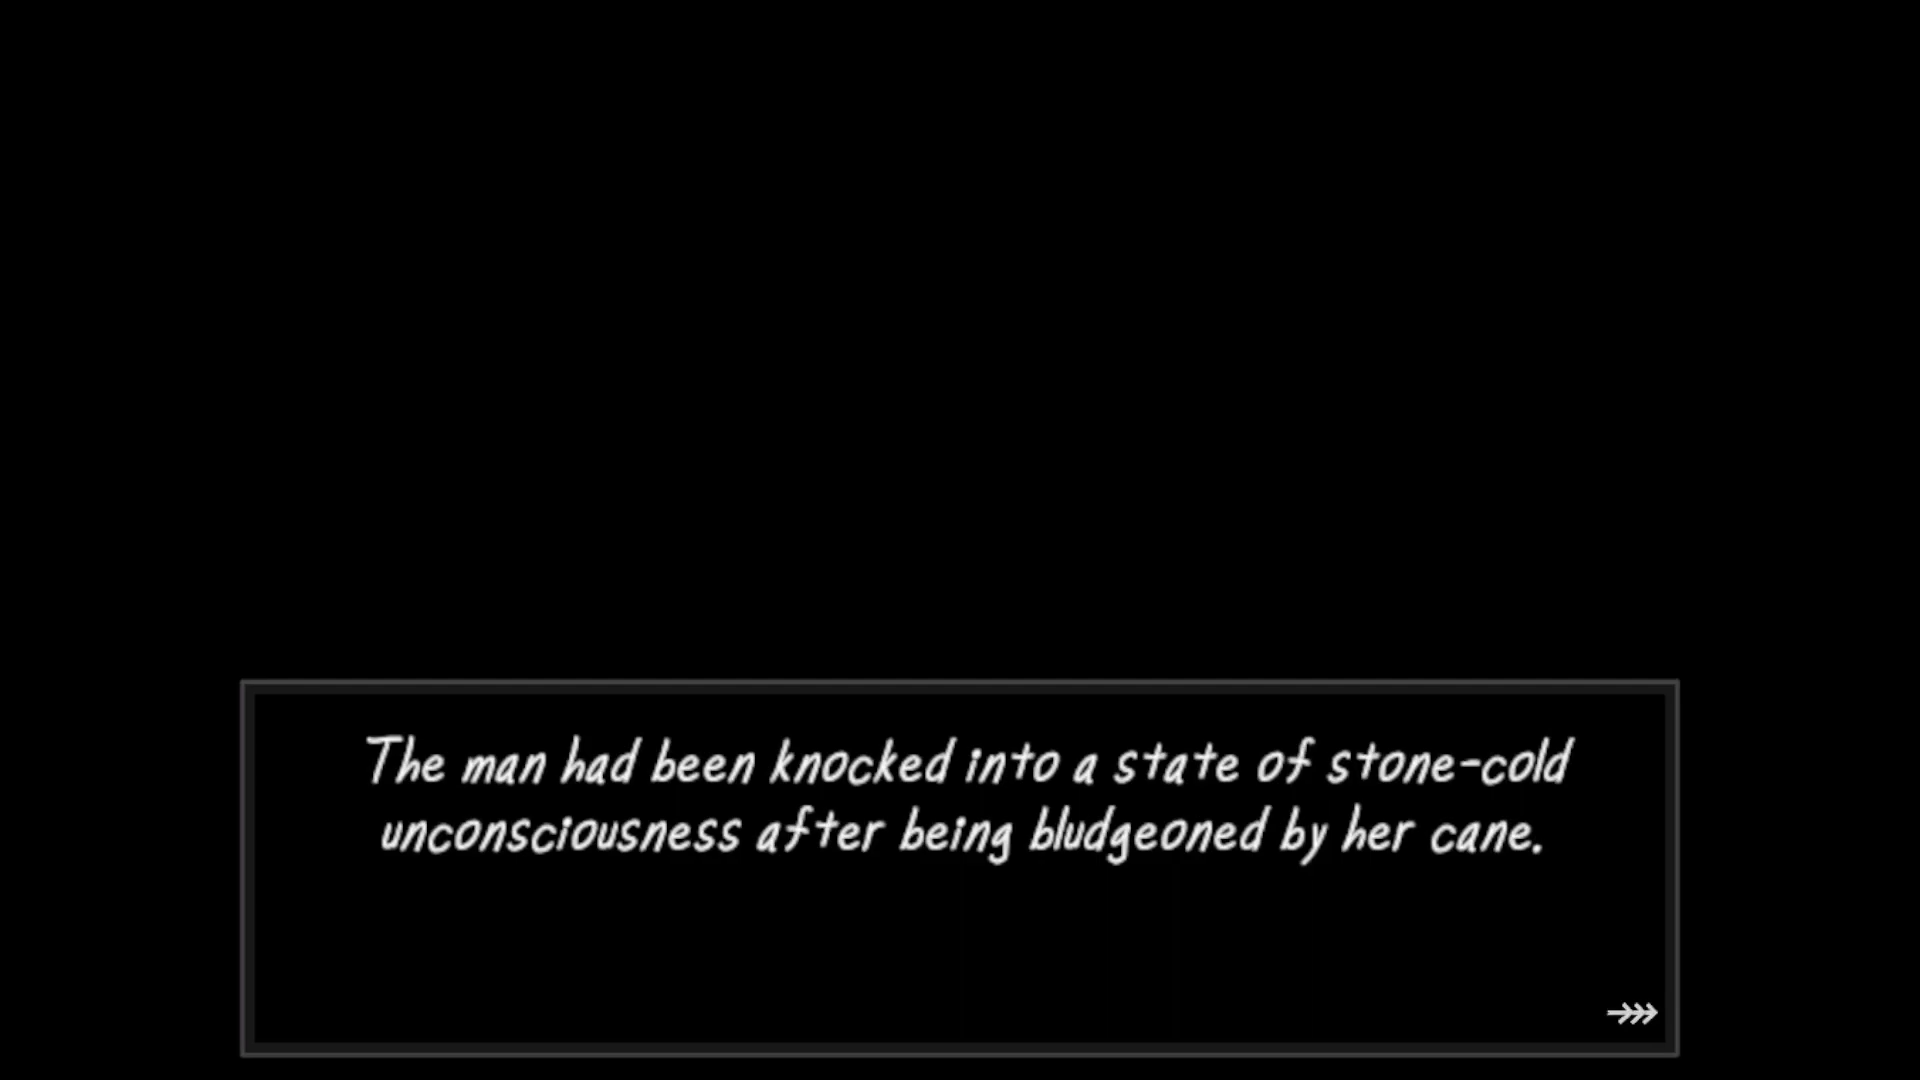 The man had been knocked into a state of stone-cold
unconsciousness after being bludgeoned by her cane.